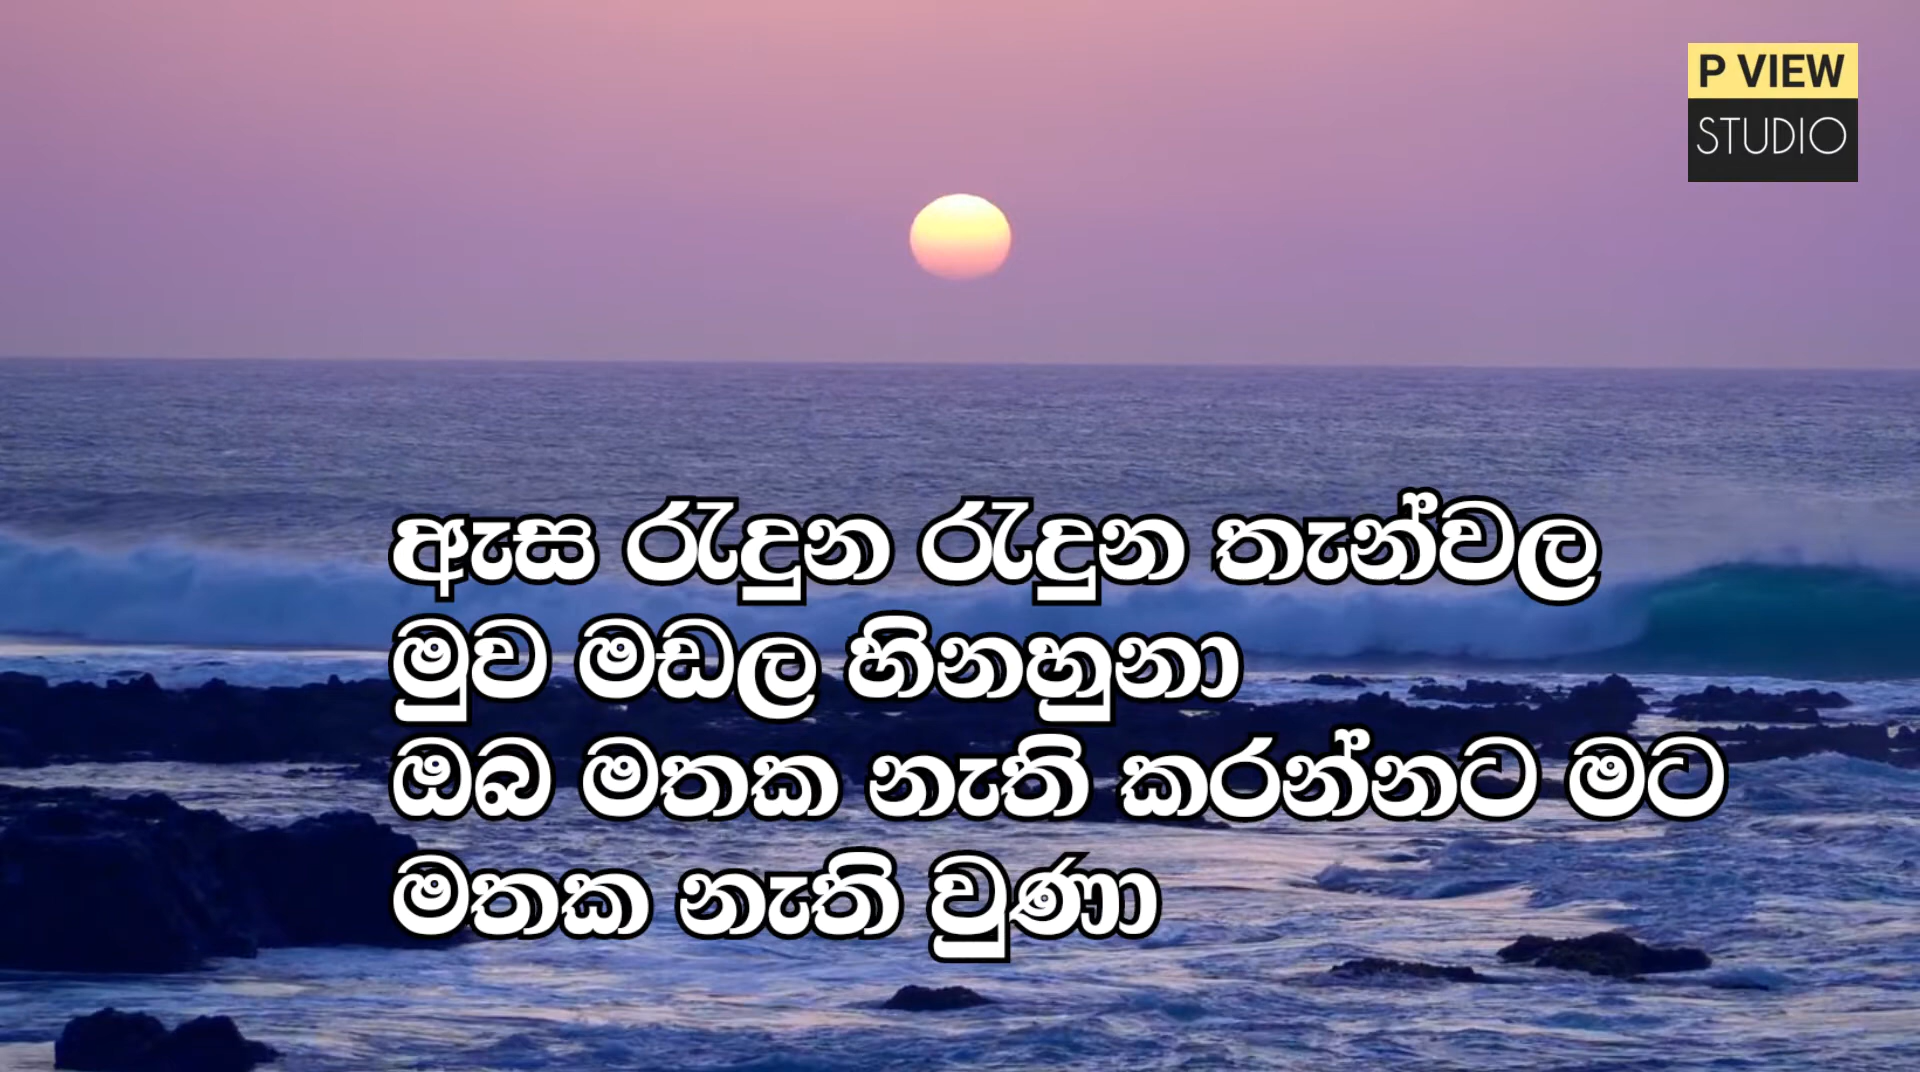 P VIEW
STUDIO
ඇස රැඳුන රැඳුන තැන්වල
මුව මඩල හිනහුනා
ඔබ මතක නැති කරන්නට මට
මතක නැති වුණා